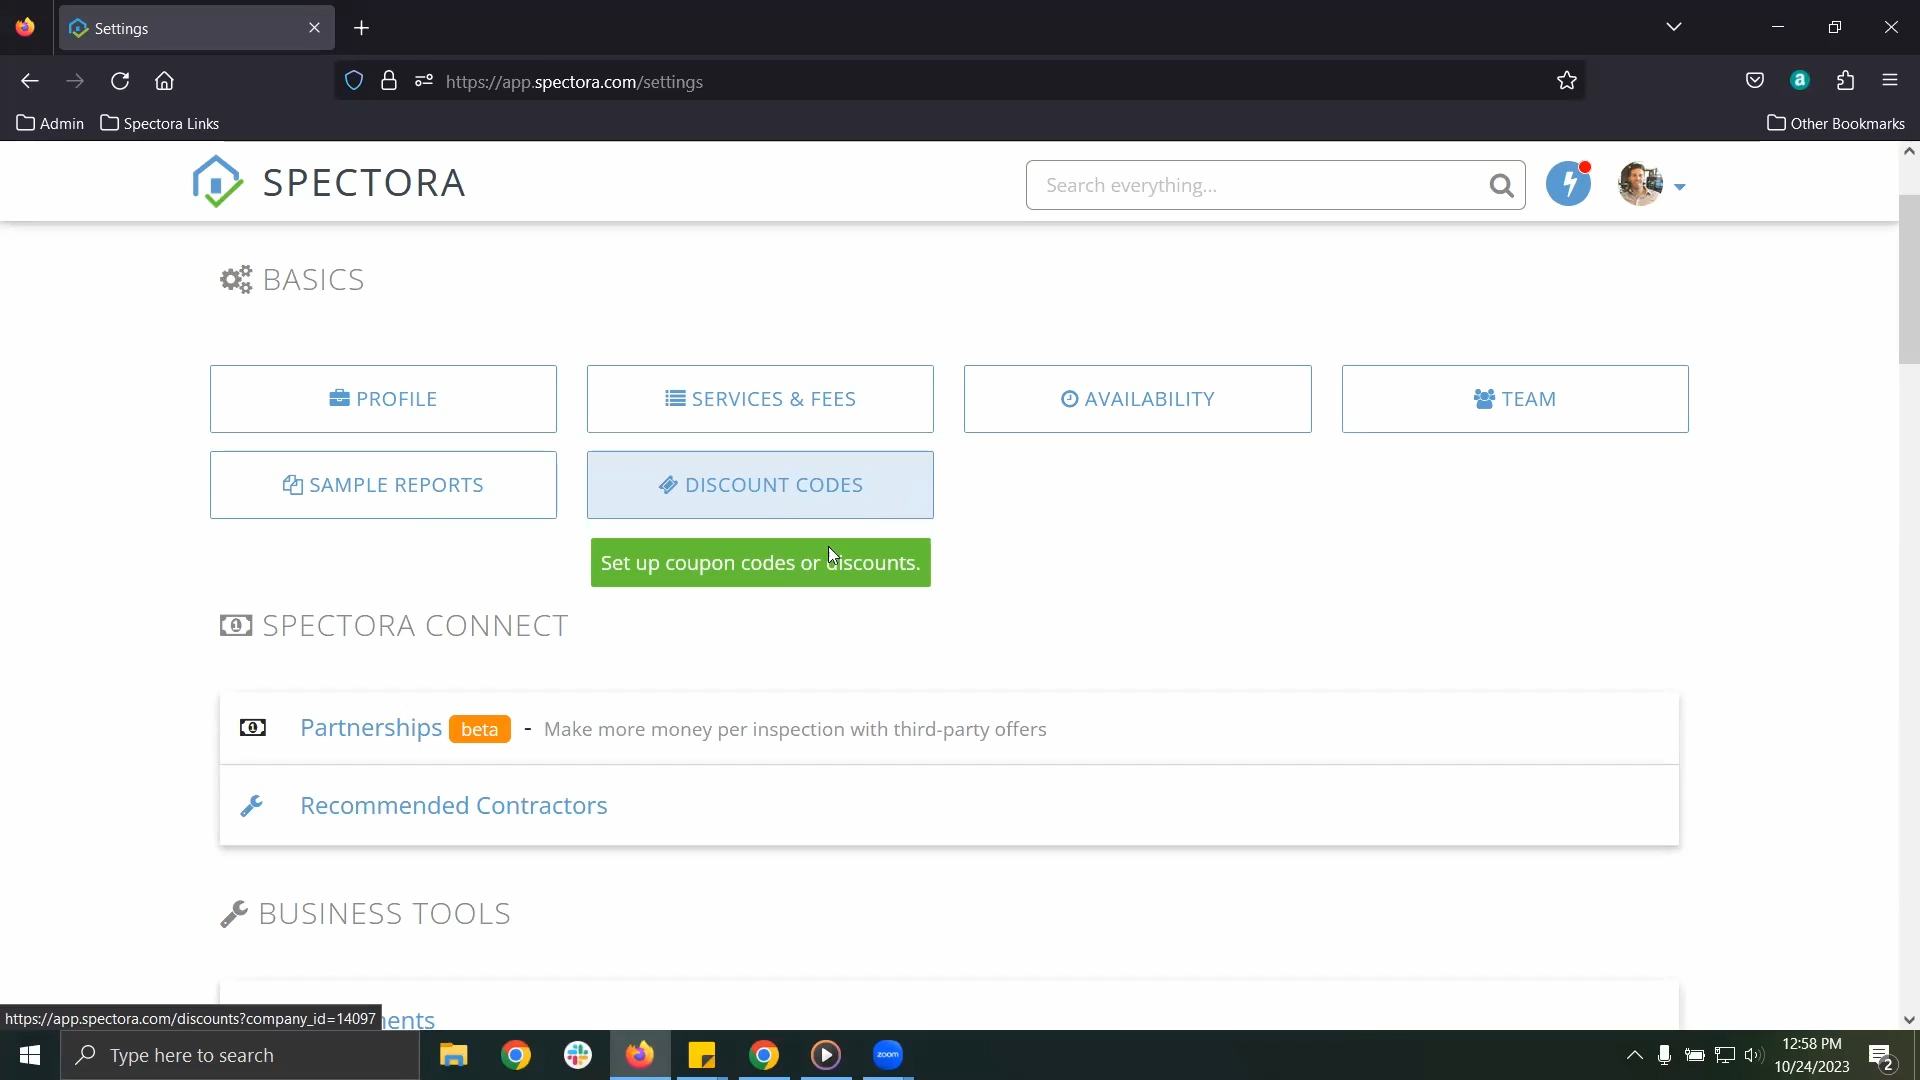 Settings
https://app.spectora.com/settings
Admin Spectora Links Other Bookmarks
SPECTORA
Search everything...
BASICS
PROFILE SERVICES & FEES AVAILABILITY TEAM
SAMPLE REPORTS DISCOUNT CODES
Set up coupon codes or discounts.
SPECTORA CONNECT
Partnerships beta - Make more money per inspection with third-party offers
Recommended Contractors
BUSINESS TOOLS
https://app.spectora.com/discounts?company_id=14097
Type here to search
zoom
12:58 PM
10/24/2023
2